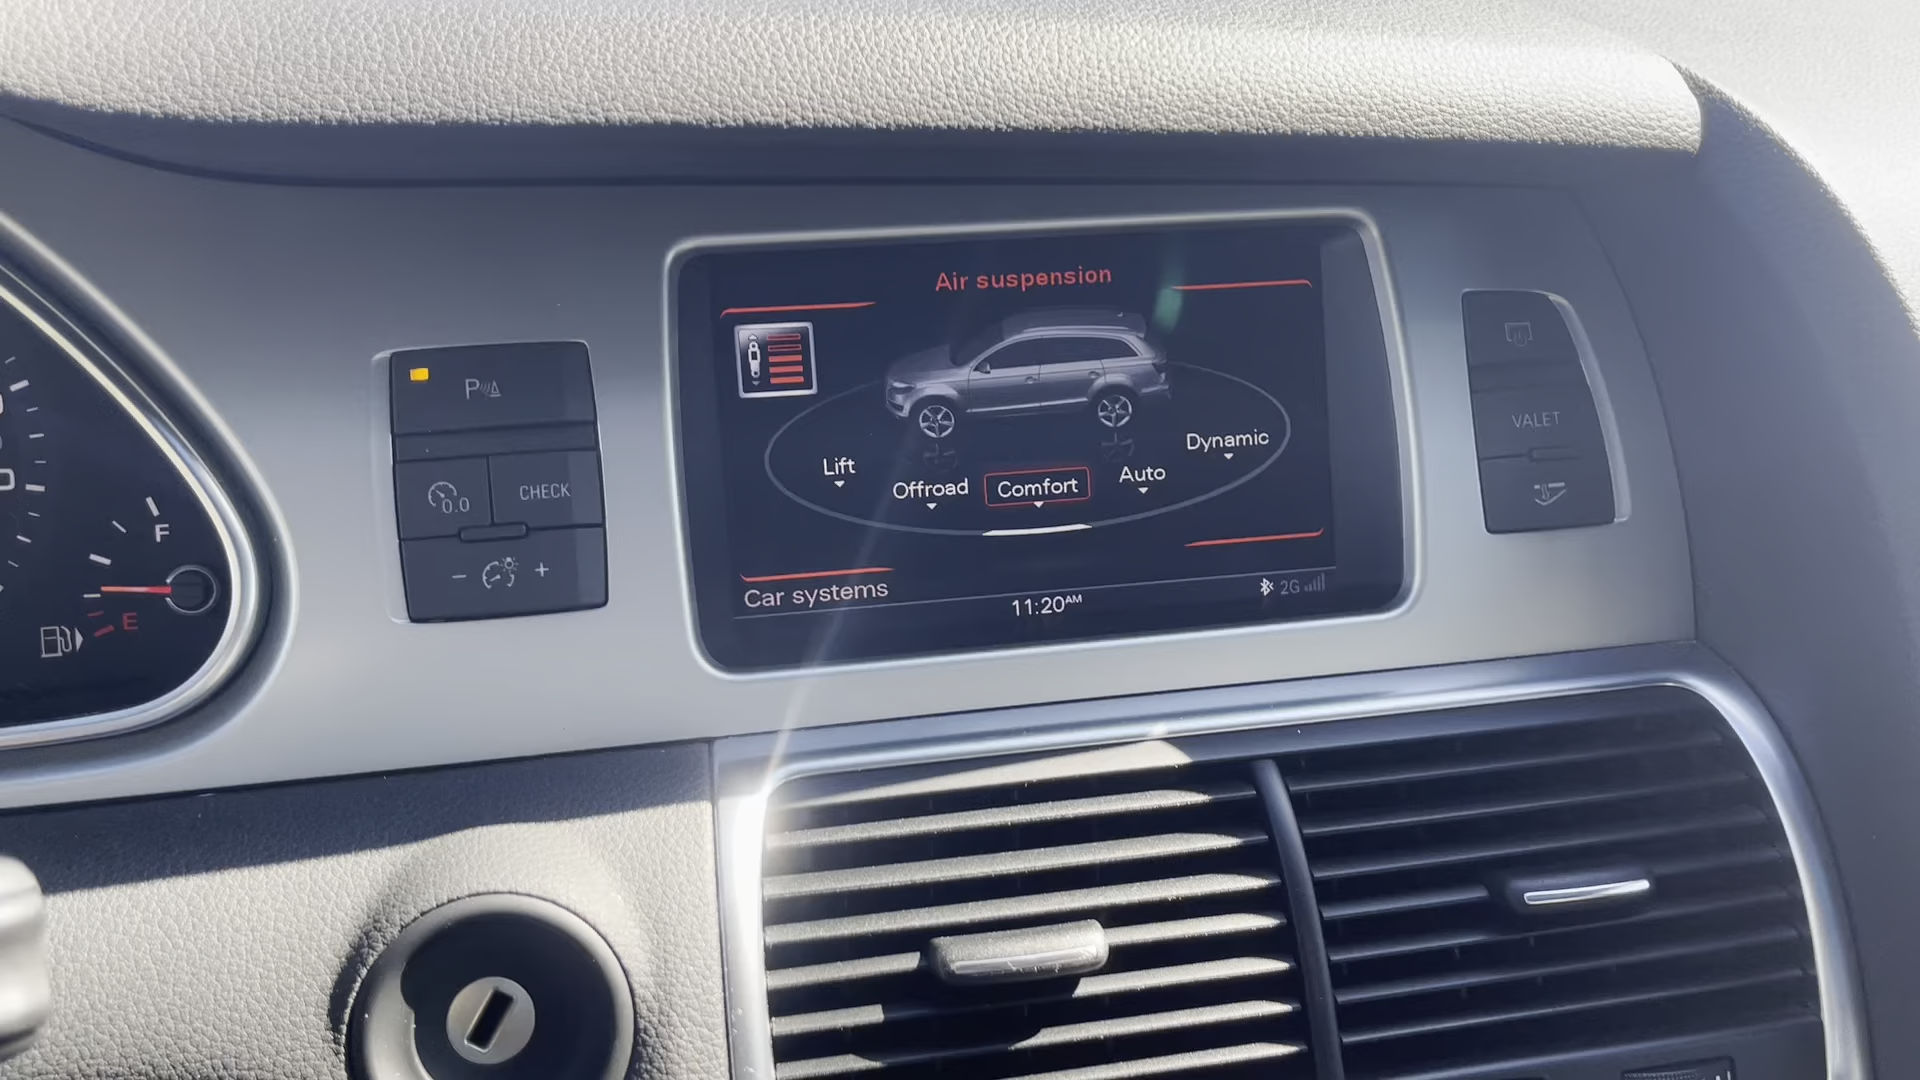 Air suspension
Lift
Offroad
Comfort
Auto
Dynamic
Car systems
11:20AM
2G
P
0.0
CHECK
- +
VALET
F
E